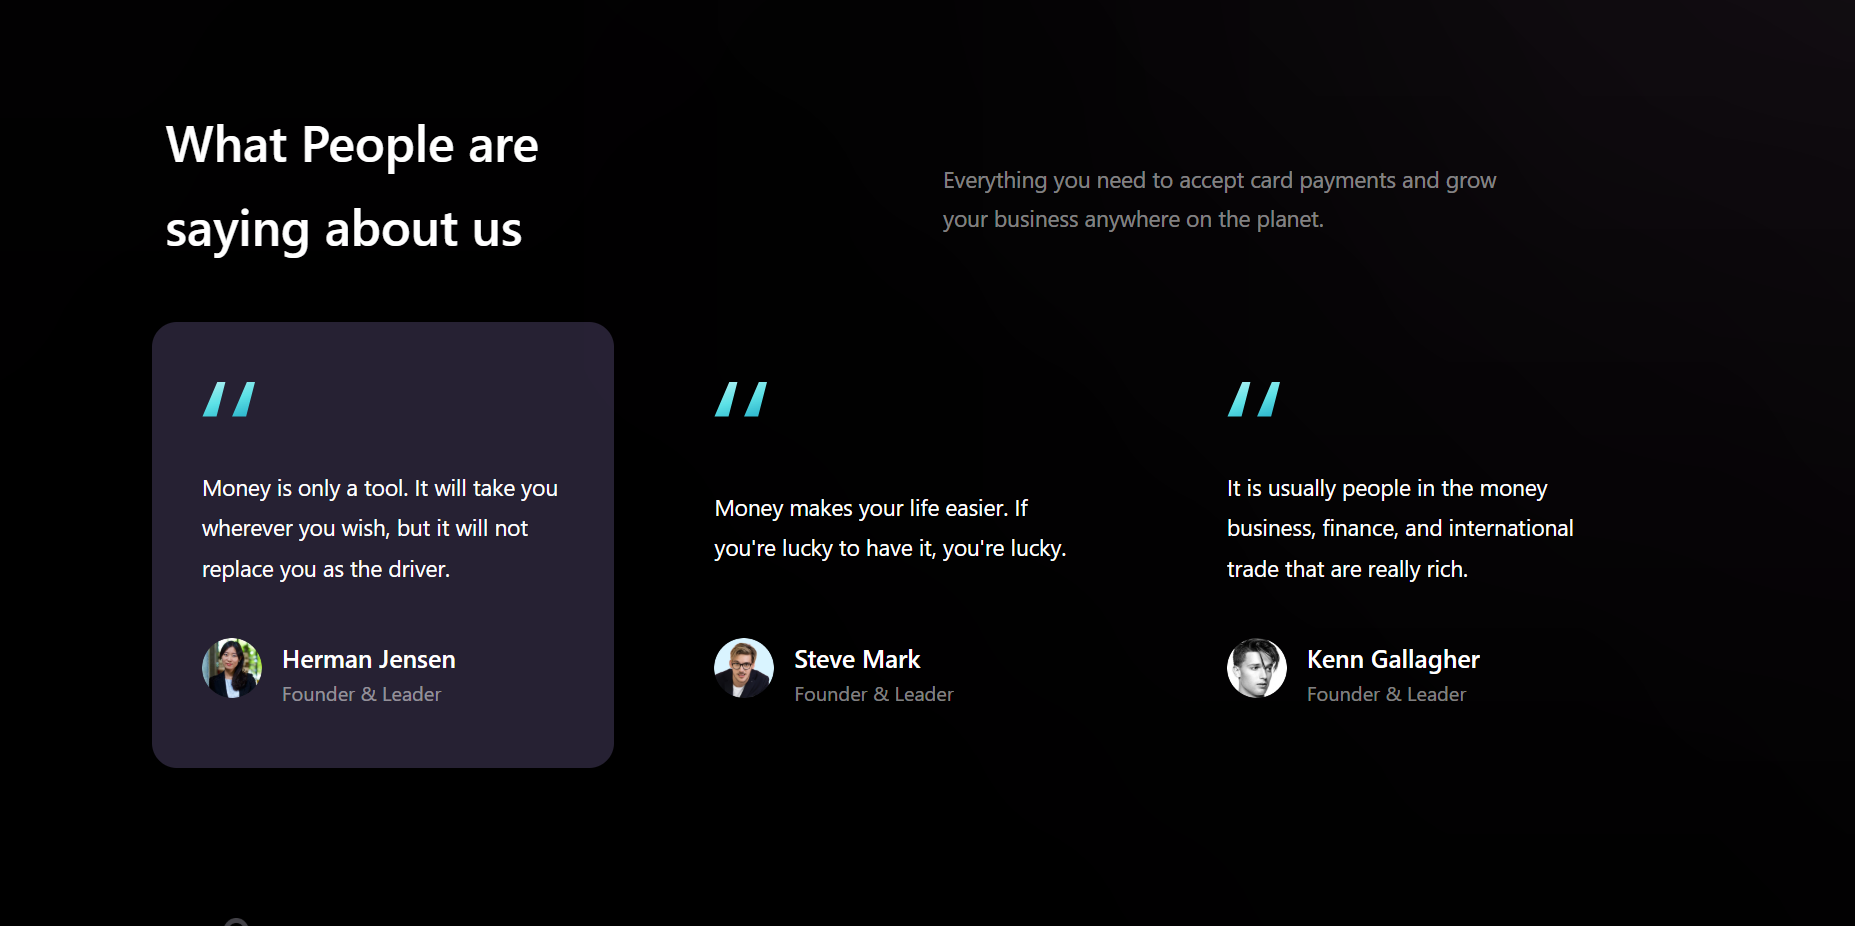 What People are
saying about us
Everything you need to accept card payments and grow
your business anywhere on the planet.
Money is only a tool. It will take you
wherever you wish, but it will not
replace you as the driver.
Herman Jensen
Founder & Leader
Money makes your life easier. If
you're lucky to have it, you're lucky.
Steve Mark
Founder & Leader
It is usually people in the money
business, finance, and international
trade that are really rich.
Kenn Gallagher
Founder & Leader